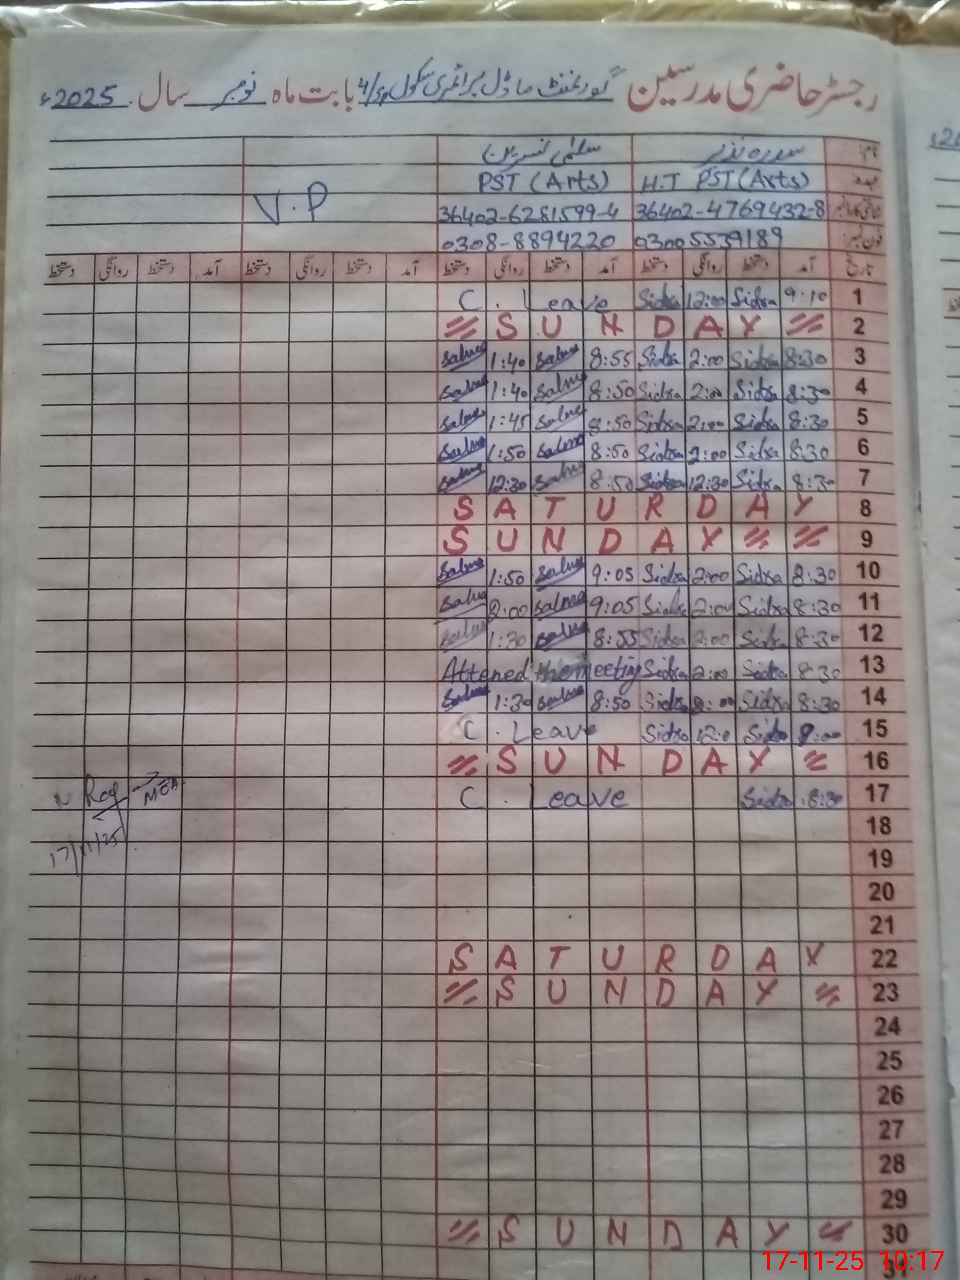 رجسٹر حاضری مدرسین گورنمنٹ ماڈل پرائمری سکول بابت ماہ نومبر سال 2025ء
نام سدرہ نذیر سلمیٰ نسرین
عہدہ H.T PST (Arts) PST (Arts) V.P
36402-4769432-8 36402-6281599-4
فون نمبر 03005539189 0308-8894220
تاریخ آمد دستخط روانگی دستخط آمد دستخط روانگی دستخط آمد دستخط روانگی دستخط آمد دستخط روانگی دستخط
C. Leave Sidra 12:00 Sidra 9:10 1
S U N D A Y 2
Salma 1:40 Salma 8:55 Sidra 2:00 Sidra 8:30 3
Salma 1:40 Salma 8:50 Sidra 2:00 Sidra 8:30 4
Salma 1:45 Salma 8:50 Sidra 2:00 Sidra 8:30 5
Salma 1:50 Salma 8:50 Sidra 2:00 Sidra 8:30 6
Salma 12:30 Salma 8:50 Sidra 12:30 Sidra 8:30 7
S A T U R D A Y 8
S U N D A Y 9
Salma 1:50 Salma 9:05 Sidra 2:00 Sidra 8:30 10
Salma 2:00 Salma 9:05 Sidra 2:00 Sidra 8:30 11
Salma 1:30 Salma 8:55 Sidra 2:00 Sidra 8:30 12
Attened the meeting Sidra 2:00 Sidra 8:30 13
Salma 1:30 Salma 8:50 Sidra 2:00 Sidra 8:30 14
C. Leave Sidra 12:0 Sidra 9:00 15
S U N D A Y 16
MEA C. Leave Sidra 8:30 17
17/11/25 18
19
20
21
S A T U R D A Y 22
S U N D A Y 23
24
25
26
27
28
29
S U N D A Y 30
31
17-11-25 10:17